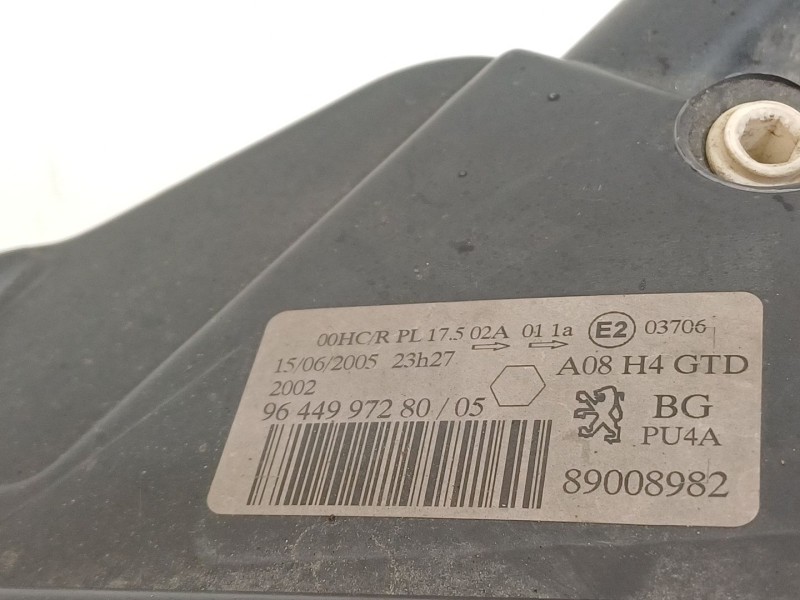 00HC/R PL 17.5 02A 01 1a E2 03706
15/06/2005 23h27 A08 H4 GTD
2002
96 449 972 80 / 05 BG
PU4A
89008982